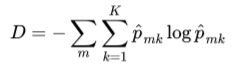 D = - \sum_{m} \sum_{k=1}^{K} \hat{p}_{mk} \log \hat{p}_{mk}